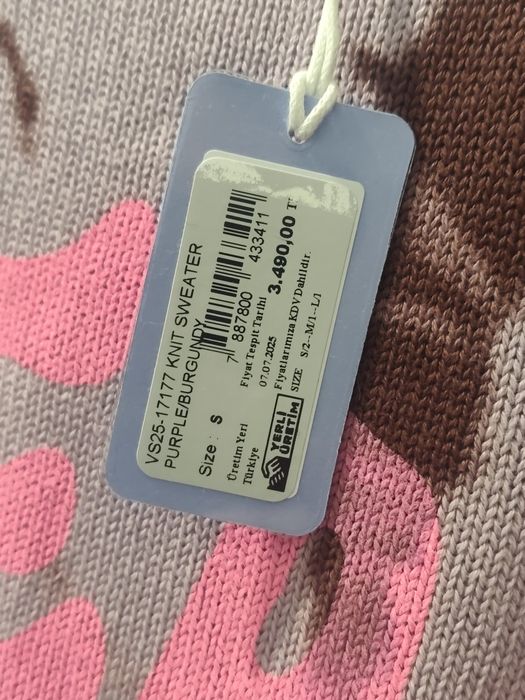 VS25-17177 KNIT SWEATER
PURPLE/BURGUNDY
Size : S
7 887800 433411
Üretim Yeri
Türkiye
Fiyat Tespit Tarihi
07.07.2025
3.490,00
Fiyatlarımıza KDV Dahildir.
SIZE S/2--M/1--L/1
YERLİ
ÜRETİM